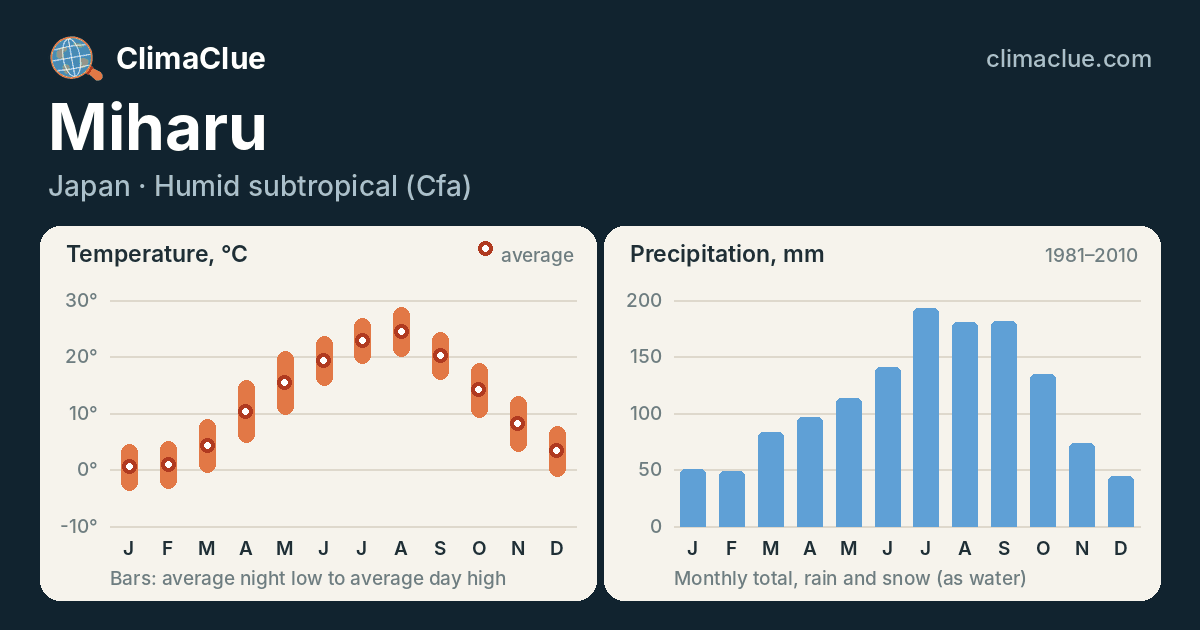 ClimaClue
climaclue.com
Miharu
Japan · Humid subtropical (Cfa)
Temperature, °C
average
30°
20°
10°
0°
-10°
J F M A M J J A S O N D
Bars: average night low to average day high
Precipitation, mm
1981–2010
200
150
100
50
0
J F M A M J J A S O N D
Monthly total, rain and snow (as water)